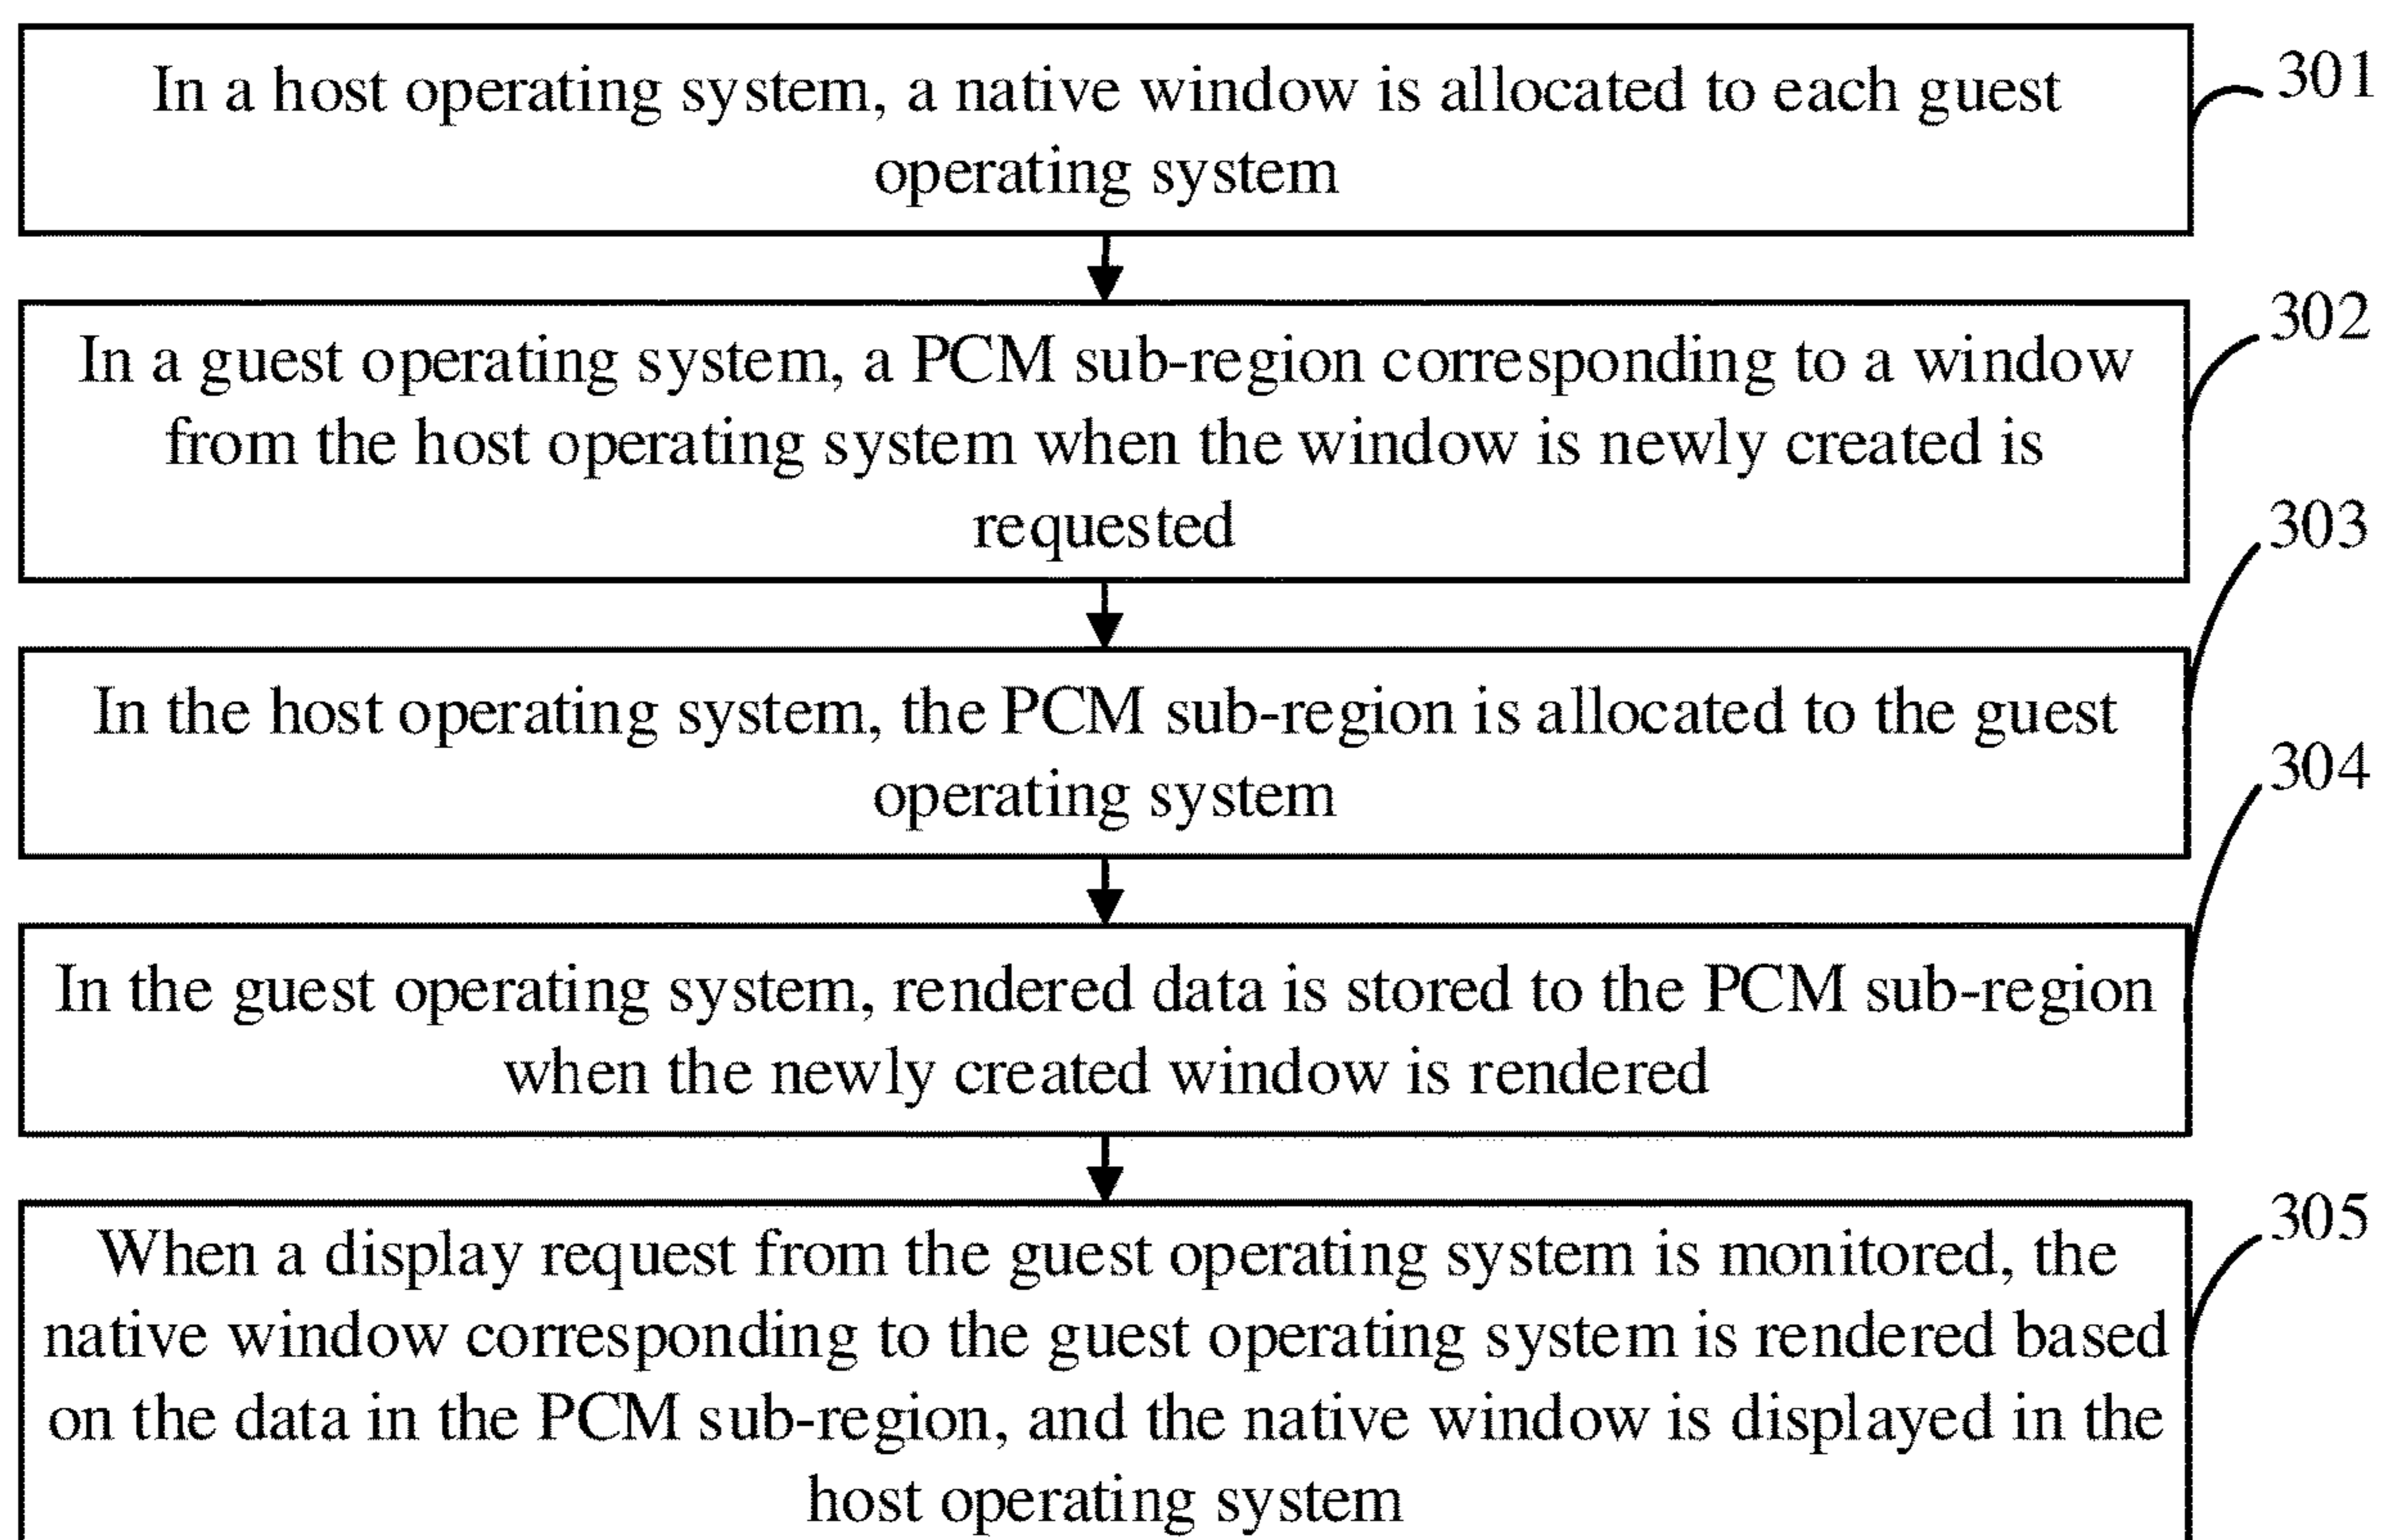 In a host operating system, a native window is allocated to each guest
operating system
301
In a guest operating system, a PCM sub-region corresponding to a window
from the host operating system when the window is newly created is
requested
302
In the host operating system, the PCM sub-region is allocated to the guest
operating system
303
In the guest operating system, rendered data is stored to the PCM sub-region
when the newly created window is rendered
304
When a display request from the guest operating system is monitored, the
native window corresponding to the guest operating system is rendered based
on the data in the PCM sub-region, and the native window is displayed in the
host operating system
305